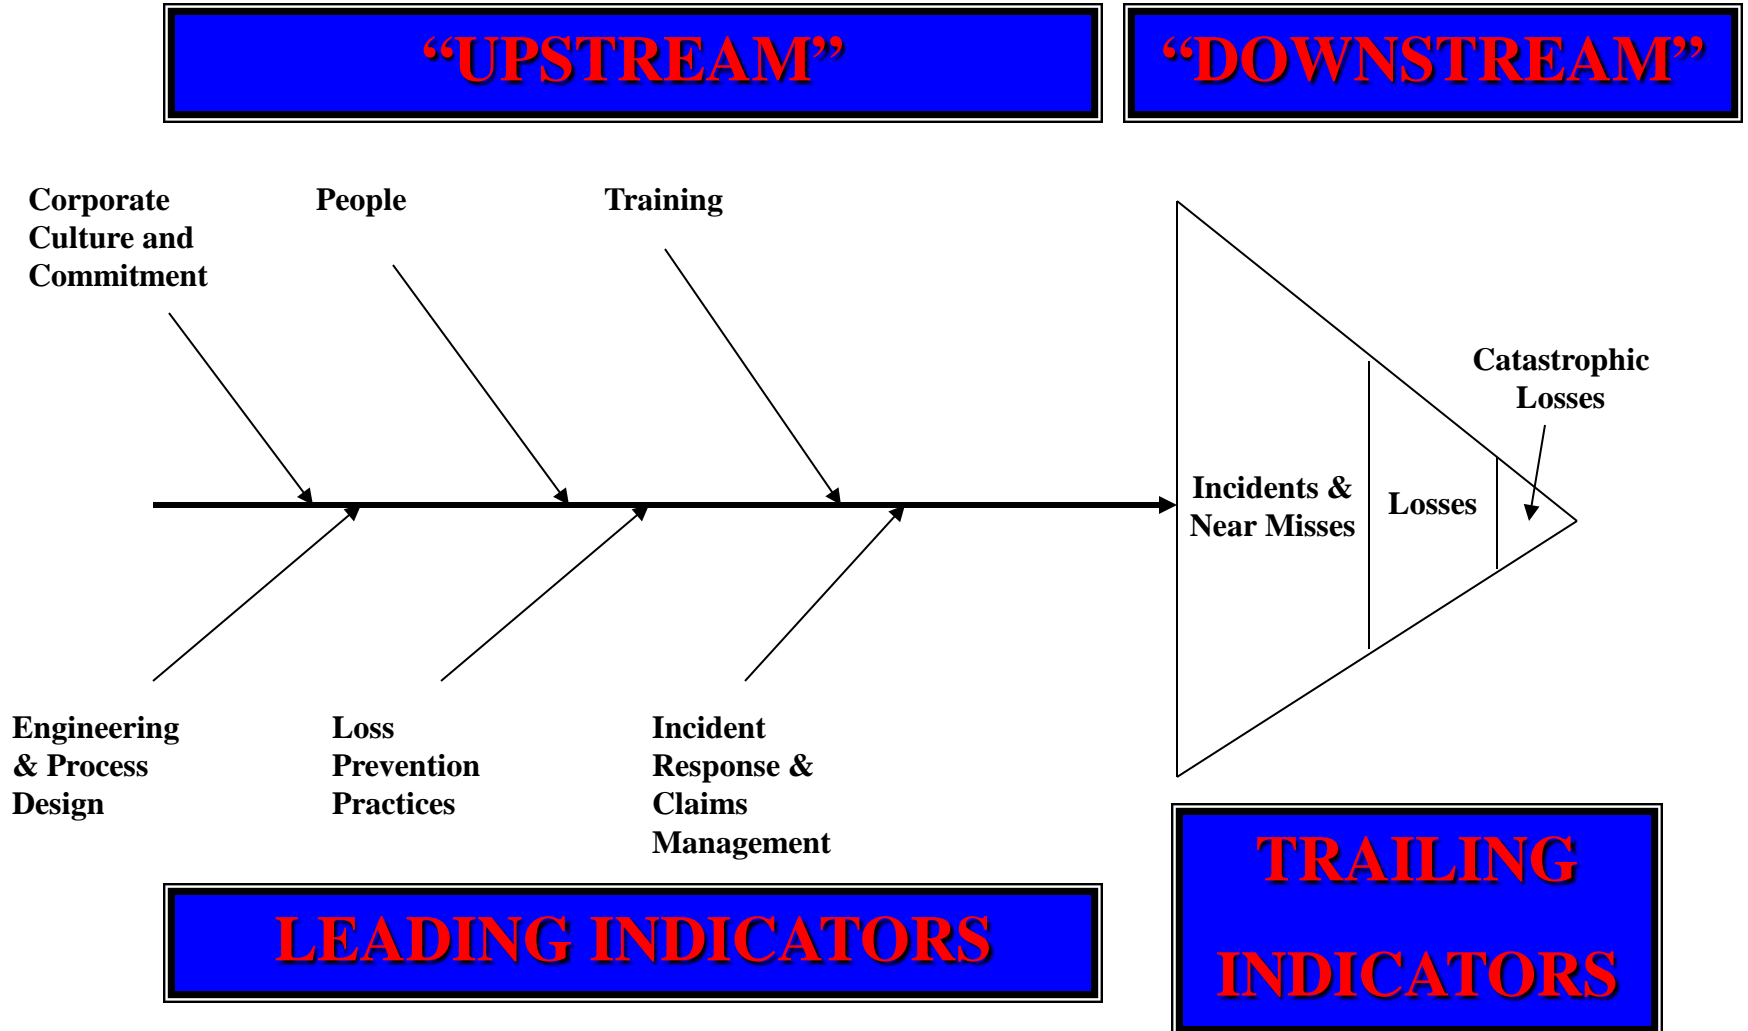 “UPSTREAM”
“DOWNSTREAM”
Corporate
Culture and
Commitment
People
Training
Catastrophic
Losses
Incidents &
Near Misses
Losses
Engineering
& Process
Design
Loss
Prevention
Practices
Incident
Response &
Claims
Management
LEADING INDICATORS
TRAILING
INDICATORS